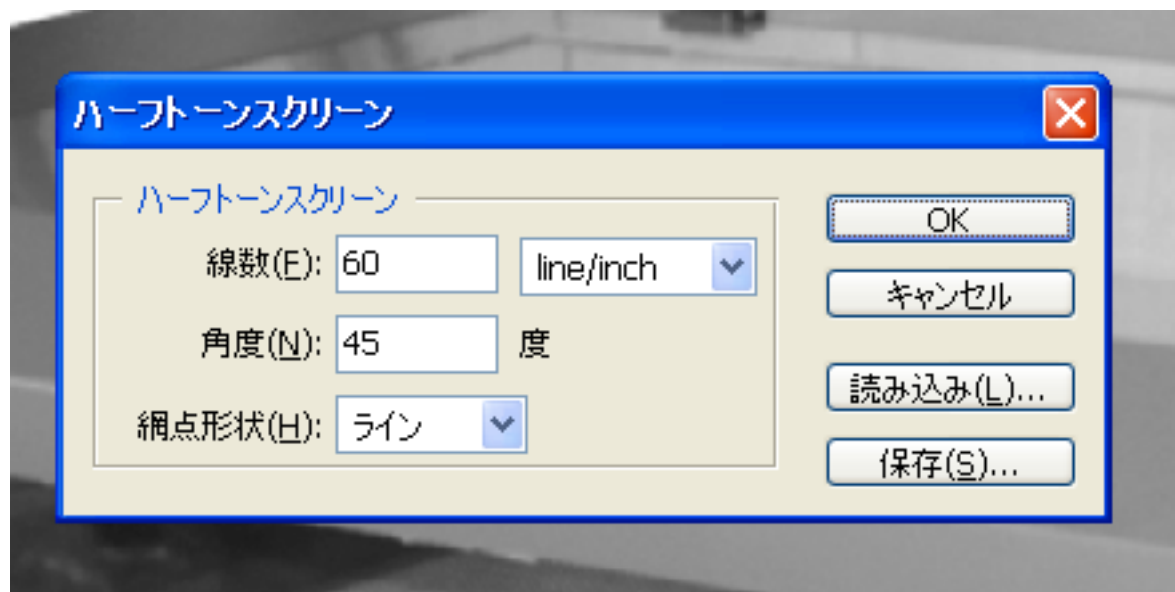 ハーフトーンスクリーン
ハーフトーンスクリーン
線数(F): 60 line/inch
角度(N): 45 度
網点形状(H): ライン
OK
キャンセル
読み込み(L)...
保存(S)...